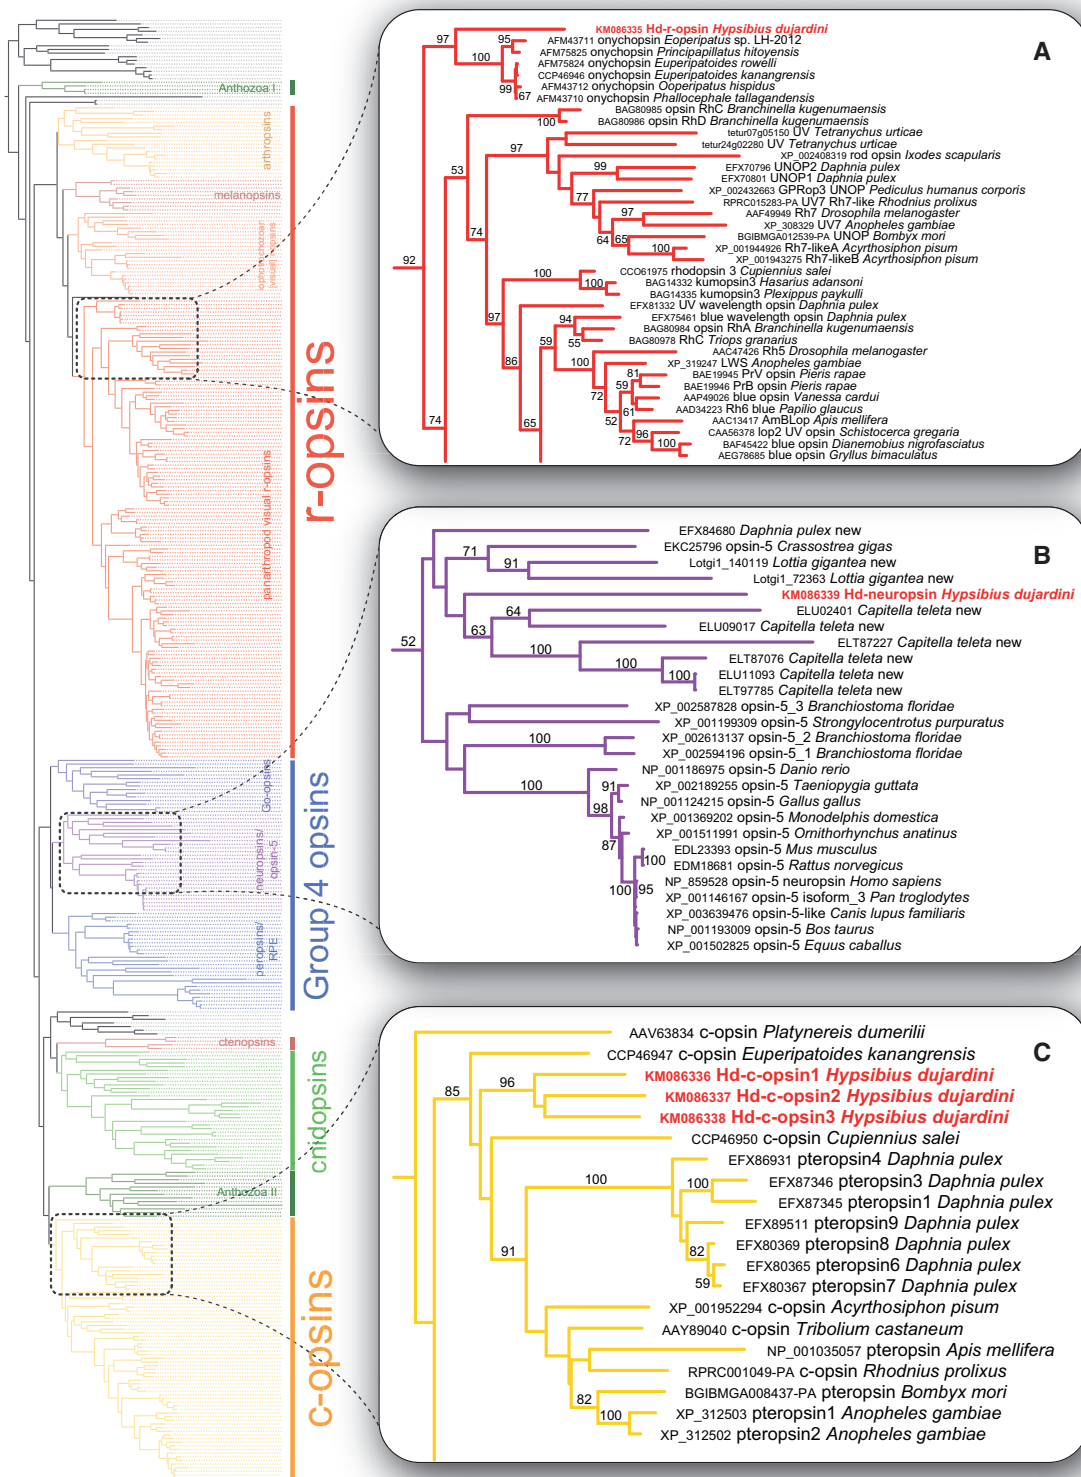 Anthozoa I
arthropsins
melanopsins
lophotrochozoan
(visual) r-opsins
panarthropod visual r-opsins
r-opsins
Go-opsins
neuropsins/
opsin-5
peropsins/
RPE
Group 4 opsins
ctenopsins
cnidopsins
Anthozoa II
c-opsins
A
KM086335 Hd-r-opsin Hypsibius dujardini
AFM43711 onychopsin Eoperipatus sp. LH-2012
AFM75825 onychopsin Principapillatus hitoyensis
AFM75824 onychopsin Euperipatoides rowelli
CCP46946 onychopsin Euperipatoides kanangrensis
AFM43712 onychopsin Ooperipatus hispidus
AFM43710 onychopsin Phallocephale tallagandensis
BAG80985 opsin RhC Branchinella kugenumaensis
BAG80986 opsin RhD Branchinella kugenumaensis
tetur07g05150 UV Tetranychus urticae
tetur24g02280 UV Tetranychus urticae
XP_002408319 rod opsin Ixodes scapularis
EFX70796 UNOP2 Daphnia pulex
EFX70801 UNOP1 Daphnia pulex
XP_002432663 GPRop3 UNOP Pediculus humanus corporis
RPRC015283-PA UV7 Rh7-like Rhodnius prolixus
AAF49949 Rh7 Drosophila melanogaster
XP_308329 UV7 Anopheles gambiae
BGIBMGA012539-PA UNOP Bombyx mori
XP_001944926 Rh7-likeA Acyrthosiphon pisum
XP_001943275 Rh7-likeB Acyrthosiphon pisum
CCO61975 rhodopsin 3 Cupiennius salei
BAG14332 kumopsin3 Hasarius adansoni
BAG14335 kumopsin3 Plexippus paykulli
EFX81332 UV wavelength opsin Daphnia pulex
EFX75461 blue wavelength opsin Daphnia pulex
BAG80984 opsin RhA Branchinella kugenumaensis
BAG80978 RhC Triops granarius
AAC47426 Rh5 Drosophila melanogaster
XP_319247 LWS Anopheles gambiae
BAE19945 PrV opsin Pieris rapae
BAE19946 PrB opsin Pieris rapae
AAP49026 blue opsin Vanessa cardui
AAD34223 Rh6 blue Papilio glaucus
AAC13417 AmBLop Apis mellifera
CAA56378 lop2 UV opsin Schistocerca gregaria
BAF45422 blue opsin Dianemobius nigrofasciatus
AEG78685 blue opsin Gryllus bimaculatus
97
95
100
99
67
53
100
97
99
77
97
64
65
100
74
92
100
100
97
94
59
55
86
100
81
59
72
61
52
96
72
100
74
65
B
EFX84680 Daphnia pulex new
EKC25796 opsin-5 Crassostrea gigas
Lotgi1_140119 Lottia gigantea new
Lotgi1_72363 Lottia gigantea new
KM086339 Hd-neuropsin Hypsibius dujardini
ELU02401 Capitella teleta new
ELU09017 Capitella teleta new
ELT87227 Capitella teleta new
ELT87076 Capitella teleta new
ELU11093 Capitella teleta new
ELT97785 Capitella teleta new
XP_002587828 opsin-5_3 Branchiostoma floridae
XP_001199309 opsin-5 Strongylocentrotus purpuratus
XP_002613137 opsin-5_2 Branchiostoma floridae
XP_002594196 opsin-5_1 Branchiostoma floridae
NP_001186975 opsin-5 Danio rerio
XP_002189255 opsin-5 Taeniopygia guttata
NP_001124215 opsin-5 Gallus gallus
XP_001369202 opsin-5 Monodelphis domestica
XP_001511991 opsin-5 Ornithorhynchus anatinus
EDL23393 opsin-5 Mus musculus
EDM18681 opsin-5 Rattus norvegicus
NP_859528 opsin-5 neuropsin Homo sapiens
XP_001146167 opsin-5 isoform_3 Pan troglodytes
XP_003639476 opsin-5-like Canis lupus familiaris
NP_001193009 opsin-5 Bos taurus
XP_001502825 opsin-5 Equus caballus
71
91
64
63
52
100
100
100
100
100
91
98
87
100
100
95
C
AAV63834 c-opsin Platynereis dumerilii
CCP46947 c-opsin Euperipatoides kanangrensis
KM086336 Hd-c-opsin1 Hypsibius dujardini
KM086337 Hd-c-opsin2 Hypsibius dujardini
KM086338 Hd-c-opsin3 Hypsibius dujardini
CCP46950 c-opsin Cupiennius salei
EFX86931 pteropsin4 Daphnia pulex
EFX87346 pteropsin3 Daphnia pulex
EFX87345 pteropsin1 Daphnia pulex
EFX89511 pteropsin9 Daphnia pulex
EFX80369 pteropsin8 Daphnia pulex
EFX80365 pteropsin6 Daphnia pulex
EFX80367 pteropsin7 Daphnia pulex
XP_001952294 c-opsin Acyrthosiphon pisum
AAY89040 c-opsin Tribolium castaneum
NP_001035057 pteropsin Apis mellifera
RPRC001049-PA c-opsin Rhodnius prolixus
BGIBMGA008437-PA pteropsin Bombyx mori
XP_312503 pteropsin1 Anopheles gambiae
XP_312502 pteropsin2 Anopheles gambiae
85
96
100
100
91
82
59
82
100